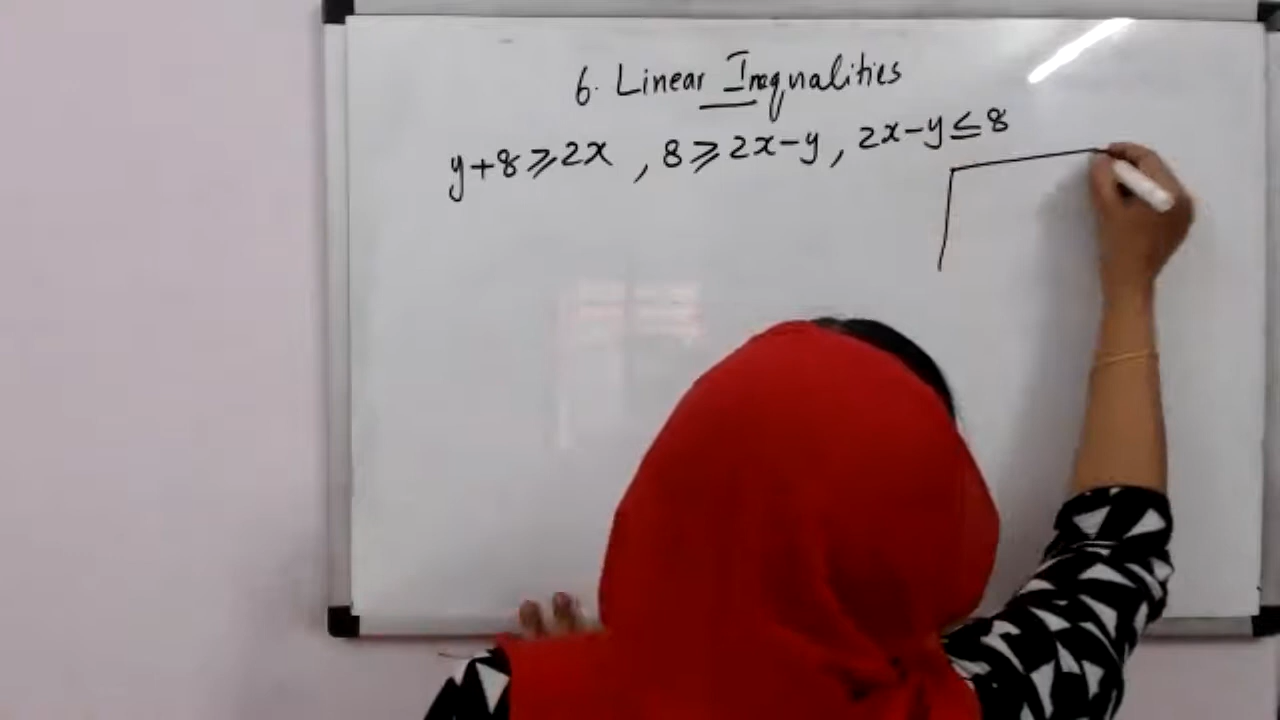 6. Linear Inequalities
y+8⩾2x , 8⩾2x-y , 2x-y≤8